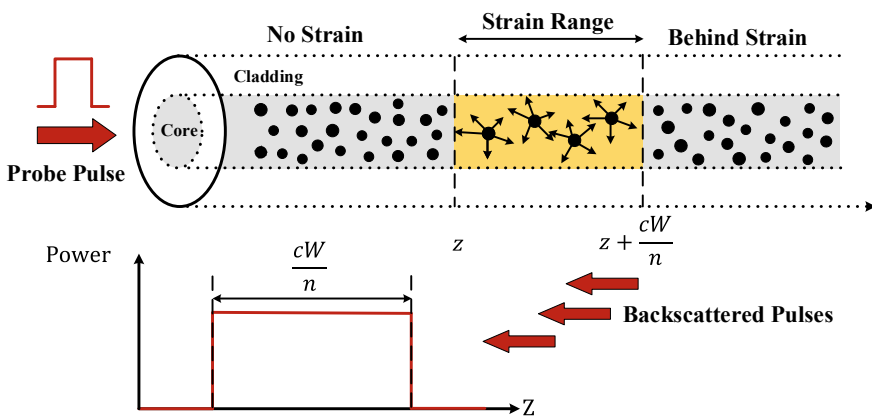 Strain Range
No Strain
Behind Strain
Cladding
Core
Probe Pulse
z
z + cW/n
Power
cW/n
Backscattered Pulses
Z